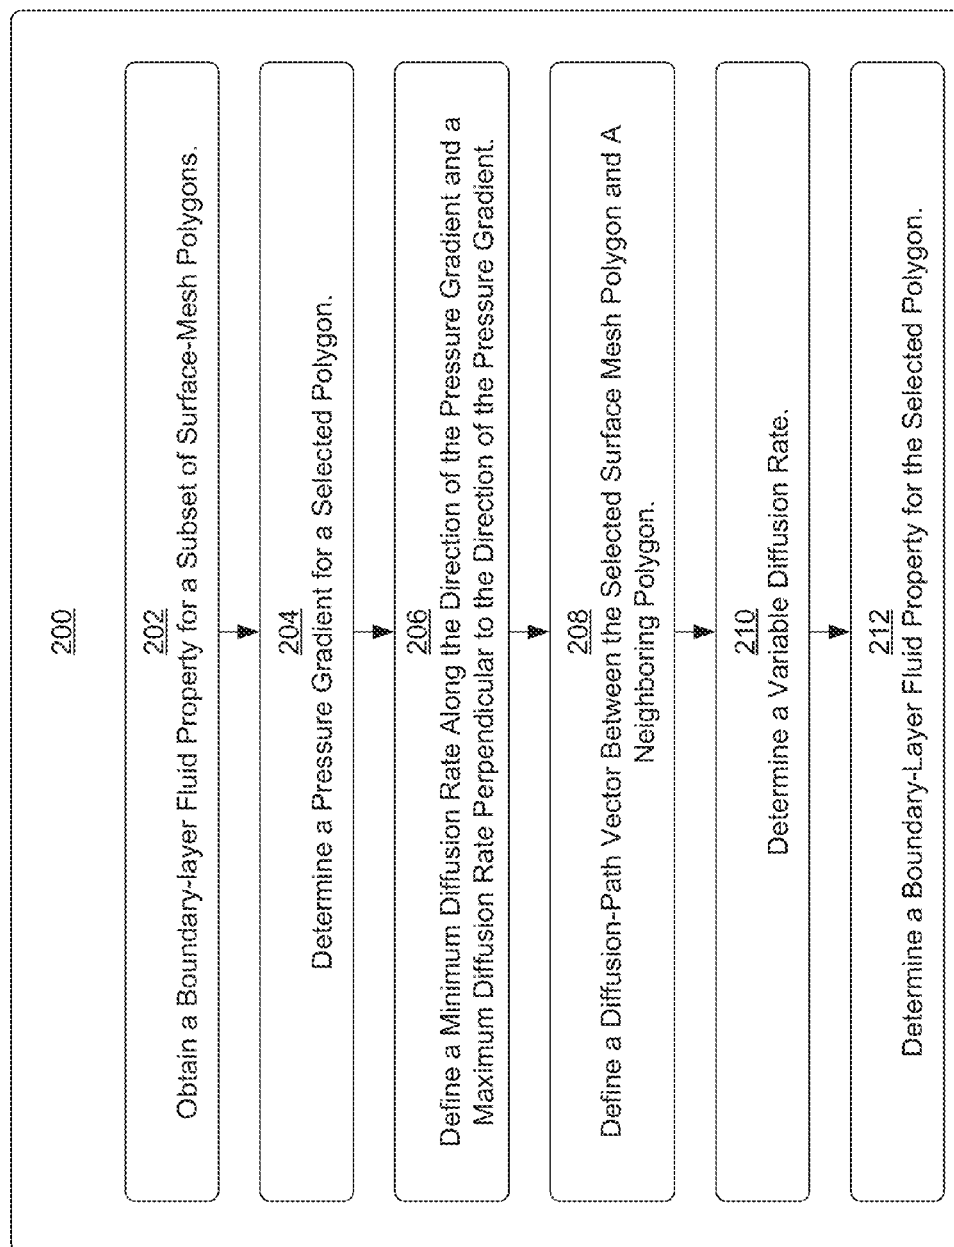 200
202
Obtain a Boundary-layer Fluid Property for a Subset of Surface-Mesh Polygons.
204
Determine a Pressure Gradient for a Selected Polygon.
206
Define a Minimum Diffusion Rate Along the Direction of the Pressure Gradient and a
Maximum Diffusion Rate Perpendicular to the Direction of the Pressure Gradient.
208
Define a Diffusion-Path Vector Between the Selected Surface Mesh Polygon and A
Neighboring Polygon.
210
Determine a Variable Diffusion Rate.
212
Determine a Boundary-Layer Fluid Property for the Selected Polygon.